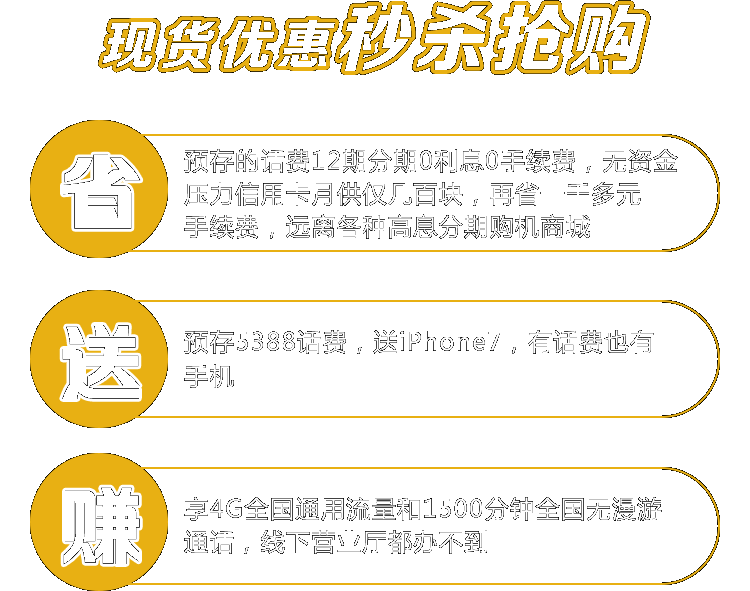 现货优惠秒杀抢购
省
预存的话费12期分期0利息0手续费，无资金
压力信用卡月供仅几百块，再省一千多元
手续费，远离各种高息分期购机商城
送
预存5388话费，送iPhone7，有话费也有
手机
赚
享4G全国通用流量和1500分钟全国无漫游
通话，线下营业厅都办不到